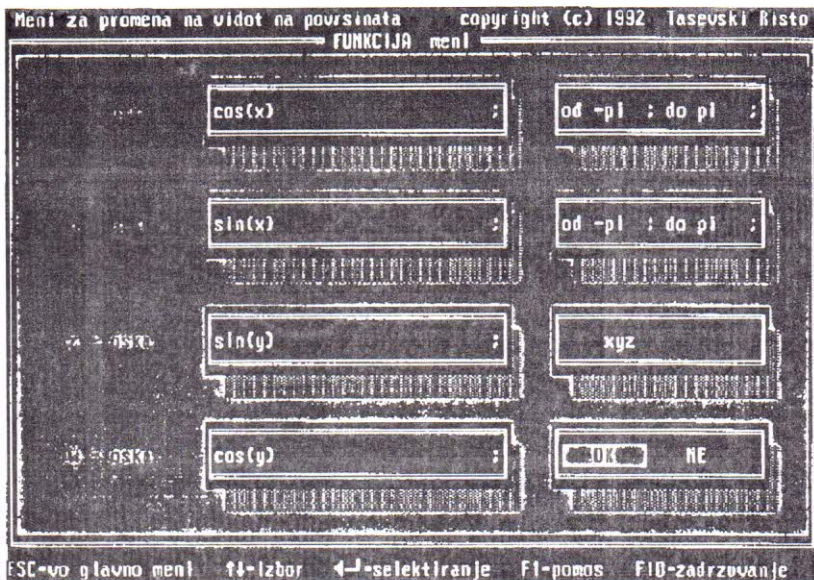 Meni za promena na vidot na povrsinata copyright (c) 1992 Tasevski Risto
FUNKCIJA meni
cos(x) ; od -pi ; do pi ;
sin(x) ; od -pi ; do pi ;
sin(y) ; xyz
cos(y) ; OK NE
ESC-vo glavno meni ↑↓-izbor ←┘-selektiranje F1-pomos F10-zadrzuvanje